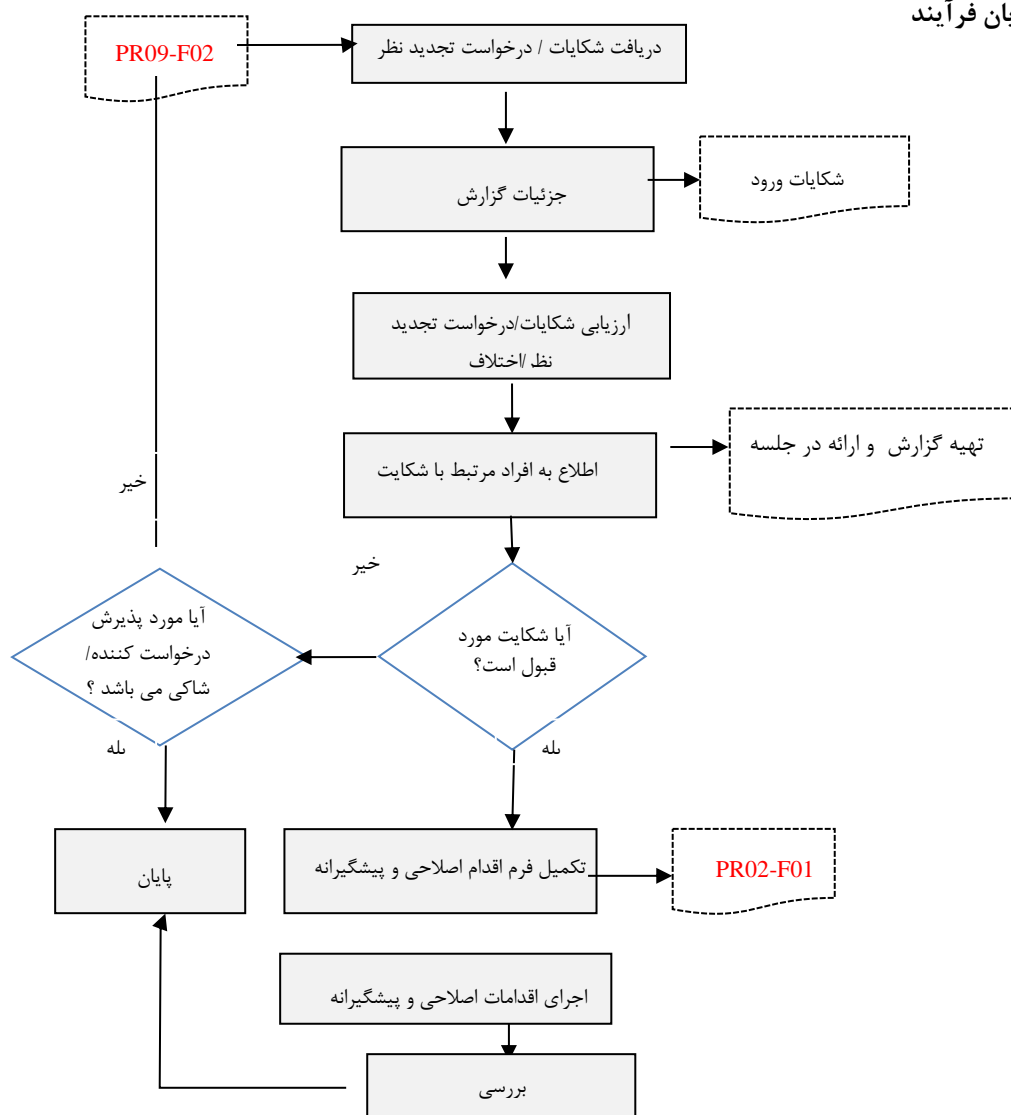 یان فرآیند
PR09-F02
دریافت شکایات / درخواست تجدید نظر
جزئیات گزارش
شکایات ورود
ارزیابی شکایات/درخواست تجدید
نظر/اختلاف
اطلاع به افراد مرتبط با شکایت
تهیه گزارش و ارائه در جلسه
خیر
خیر
آیا شکایت مورد
قبول است؟
آیا مورد پذیرش
درخواست کننده/
شاکی می باشد ؟
بله
بله
تکمیل فرم اقدام اصلاحی و پیشگیرانه
PR02-F01
پایان
اجرای اقدامات اصلاحی و پیشگیرانه
بررسی